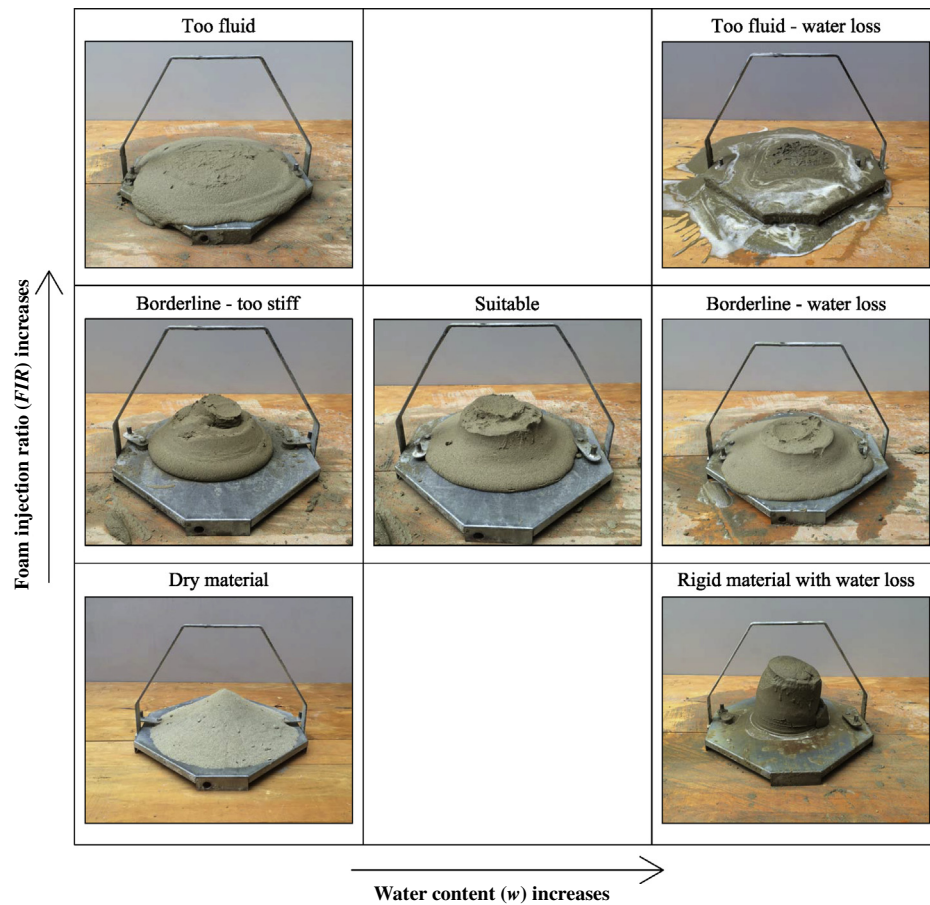 Too fluid
Too fluid - water loss
Borderline - too stiff
Suitable
Borderline - water loss
Dry material
Rigid material with water loss
Foam injection ratio (FIR) increases
Water content (w) increases